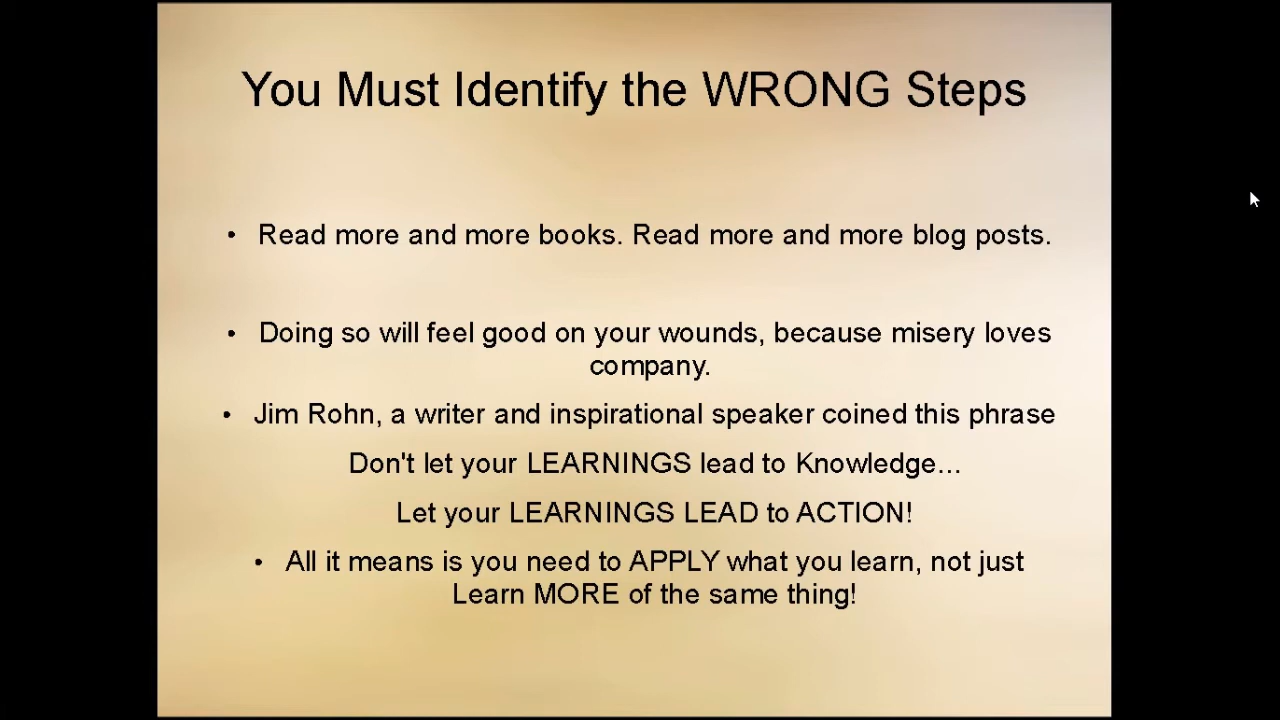 You Must Identify the WRONG Steps
• Read more and more books. Read more and more blog posts.
• Doing so will feel good on your wounds, because misery loves
company.
• Jim Rohn, a writer and inspirational speaker coined this phrase
Don't let your LEARNINGS lead to Knowledge...
Let your LEARNINGS LEAD to ACTION!
• All it means is you need to APPLY what you learn, not just
Learn MORE of the same thing!